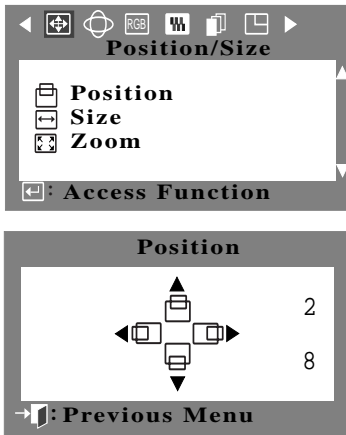 RGB
Position/Size
Position
Size
Zoom
: Access Function
Position
2
8
: Previous Menu